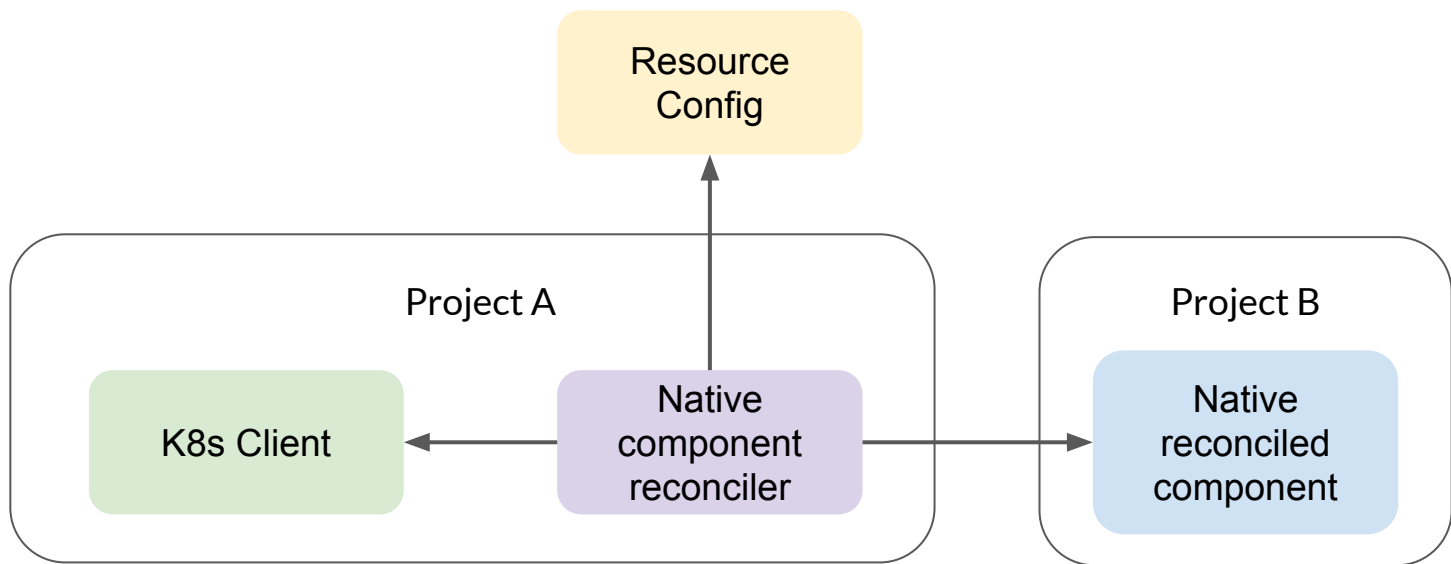 Resource
Config
Project A
Project B
K8s Client
Native
component
reconciler
Native
reconciled
component